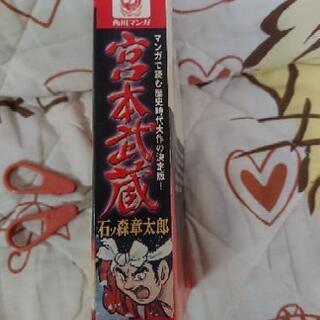 角川マンガ
マンガで読む歴史時代大作の決定版!
宮本武蔵
石ノ森章太郎